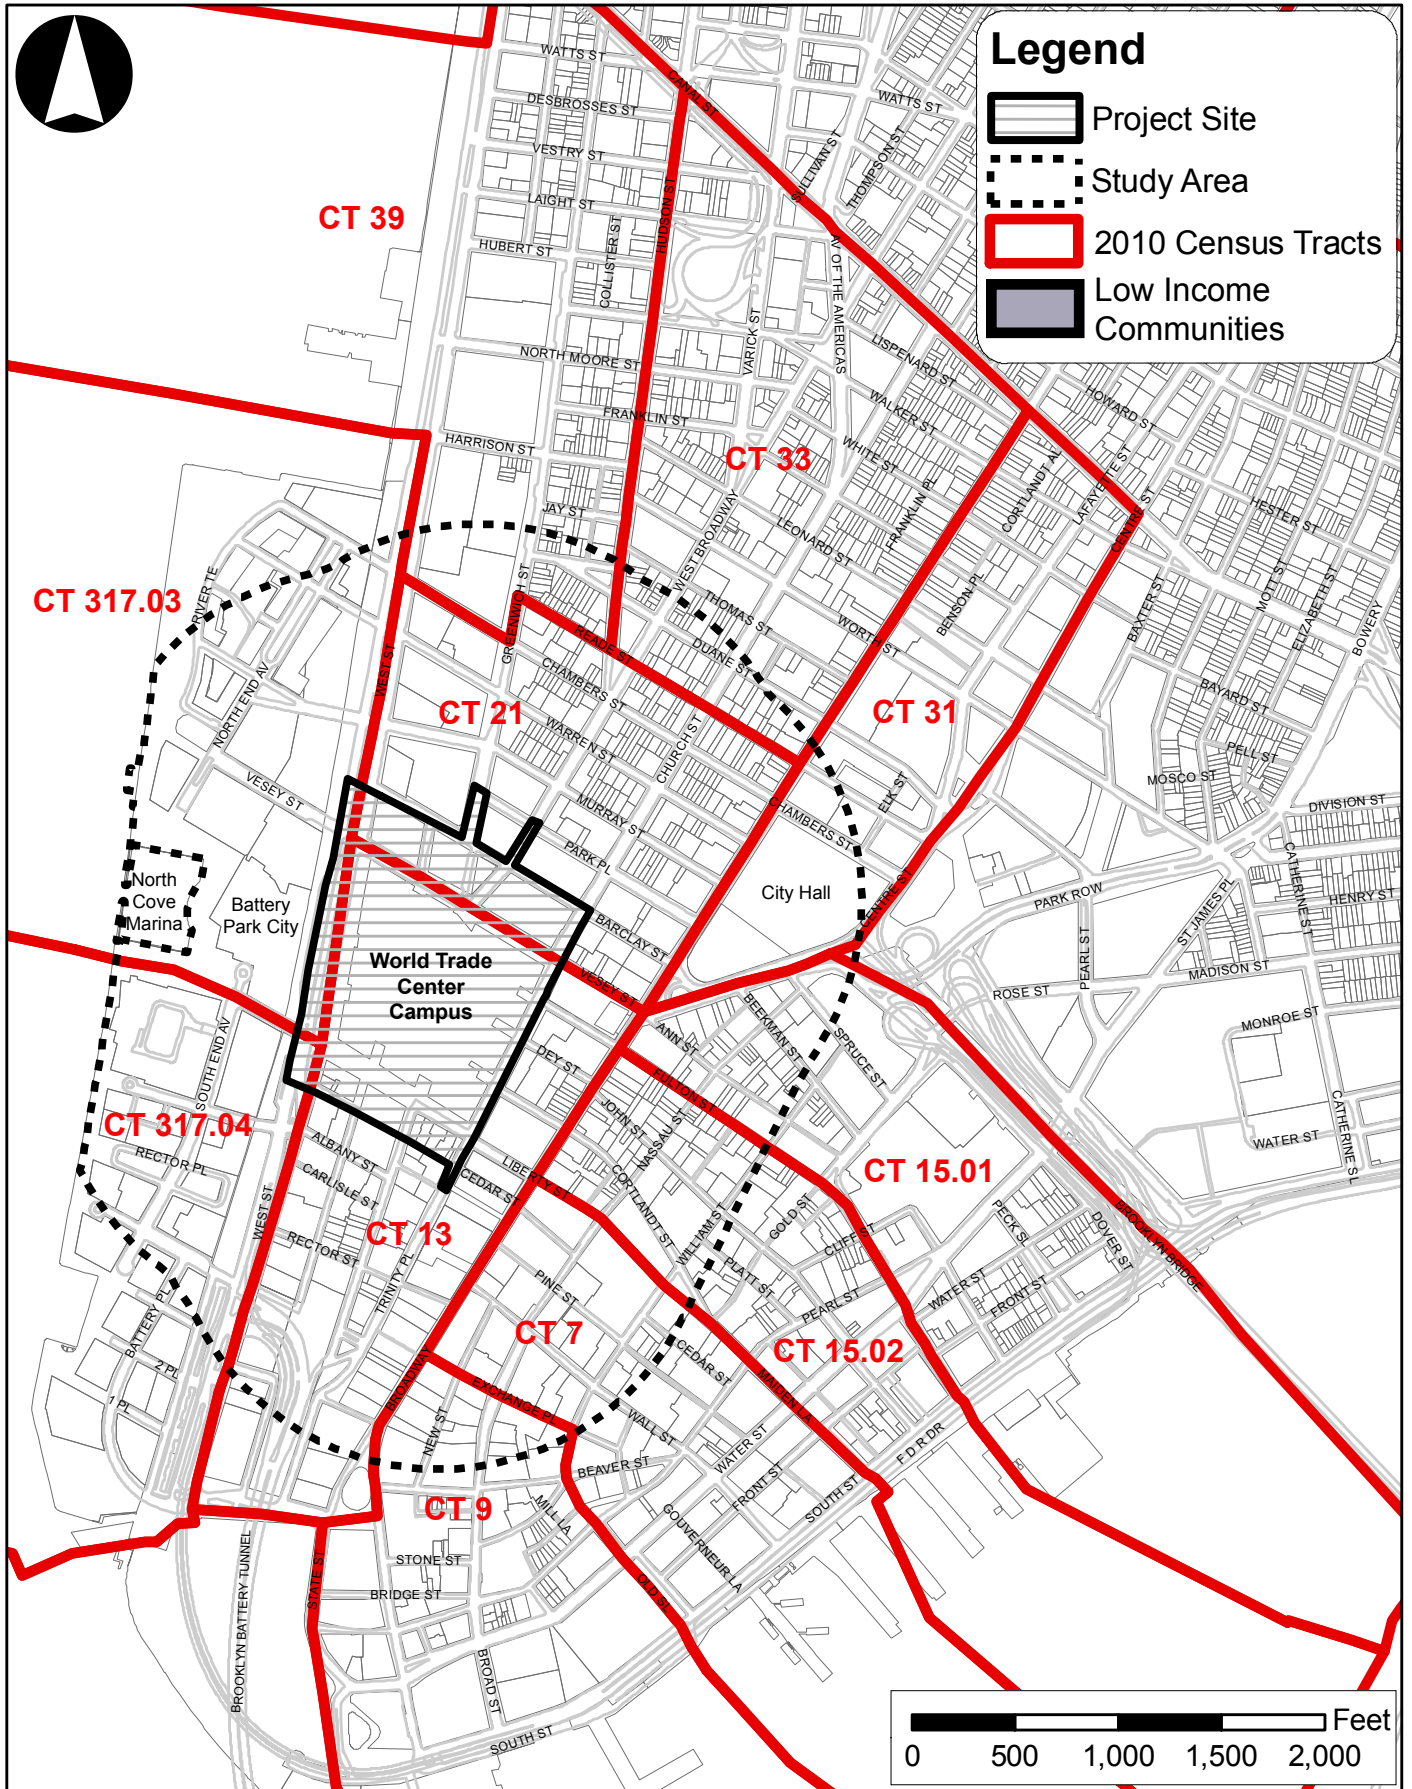 Legend
Project Site
Study Area
2010 Census Tracts
Low Income
Communities
WATTS ST
CANAL ST
WATTS ST
DESBROSSES ST
VESTRY ST
SULLIVAN ST
THOMPSON ST
LAIGHT ST
CT 39
HUDSON ST
HUBERT ST
COLLISTER ST
AV OF THE AMERICAS
VARICK ST
LISPENARD ST
NORTH MOORE ST
HOWARD ST
WALKER ST
FRANKLIN ST
HARRISON ST
WHITE ST
CT 33
CORTLANDT AL
LAFAYETTE ST
HESTER ST
JAY ST
WEST BROADWAY
LEONARD ST
FRANKLIN PL
CENTRE ST
MOTT ST
ELIZABETH ST
RIVER TE
CT 317.03
GREENWICH ST
THOMAS ST
WORTH ST
BENSON PL
BAXTER ST
BOWERY
READE ST
DUANE ST
WEST ST
CHAMBERS ST
NORTH END AV
CT 21
CT 31
BAYARD ST
WARREN ST
CHURCH ST
PELL ST
MOSCO ST
VESEY ST
MURRAY ST
CHAMBERS ST
ELK ST
DIVISION ST
PARK PL
CATHERINE ST
North
Cove
Marina
Battery
Park City
City Hall
PARK ROW
HENRY ST
CENTRE ST
ST JAMES PL
BARCLAY ST
PEARL ST
World Trade
Center
Campus
VESEY ST
MADISON ST
ROSE ST
BEEKMAN ST
MONROE ST
ANN ST
SPRUCE ST
DEY ST
SOUTH END AV
FULTON ST
JOHN ST
NASSAU ST
CT 317.04
CATHERINE SL
WATER ST
ALBANY ST
RECTOR PL
CARLISLE ST
LIBERTY ST
CEDAR ST
CORTLANDT ST
CT 15.01
WEST ST
CT 13
WILLIAM ST
GOLD ST
CLIFF ST
PECK SL
DOVER ST
BROOKLYN BRIDGE
RECTOR ST
TRINITY PL
PLATT ST
PINE ST
PEARL ST
WATER ST
FRONT ST
BATTERY PL
CT 7
CT 15.02
2 PL
CEDAR ST
BROADWAY
EXCHANGE PL
MAIDEN LA
1 PL
NEW ST
WALL ST
WATER ST
F D R DR
BEAVER ST
FRONT ST
SOUTH ST
CT 9
MILL LA
GOUVERNEUR LA
STONE ST
BROOKLYN BATTERY TUNNEL
STATE ST
BRIDGE ST
OLD SL
BROAD ST
SOUTH ST
Feet
0 500 1,000 1,500 2,000